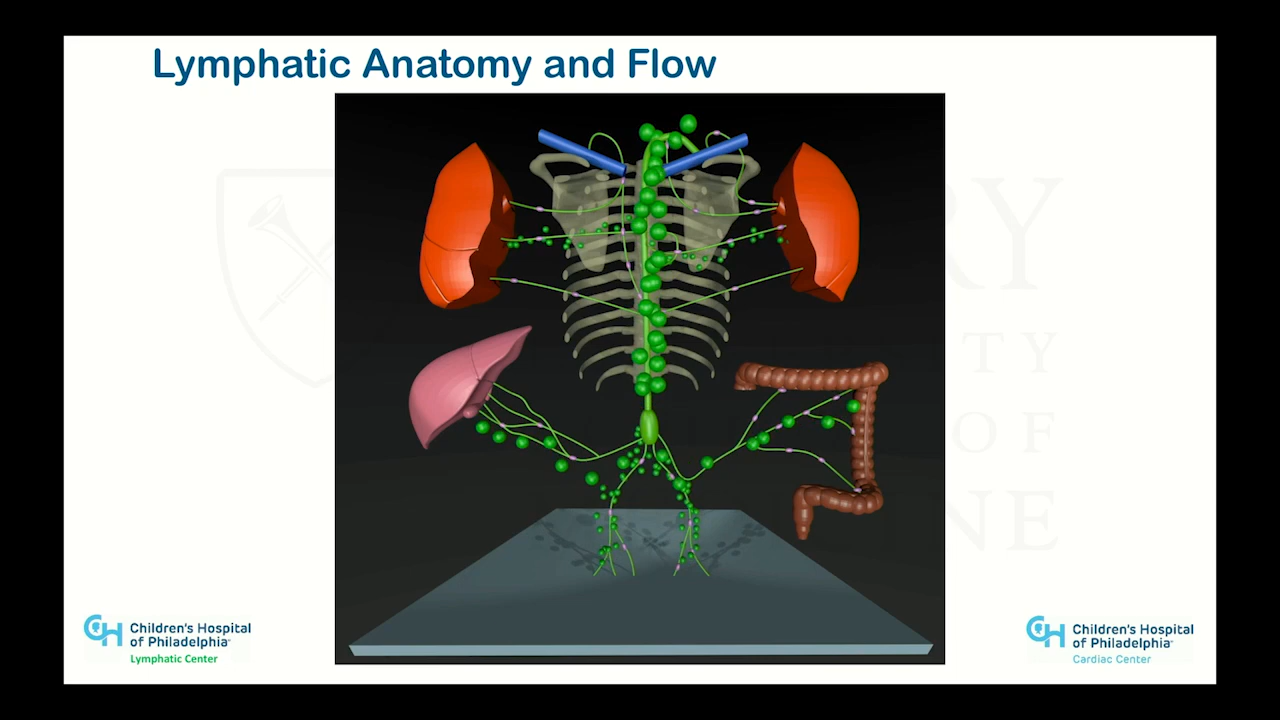 Lymphatic Anatomy and Flow
Children's Hospital
of Philadelphia
Lymphatic Center
Children's Hospital
of Philadelphia
Cardiac Center